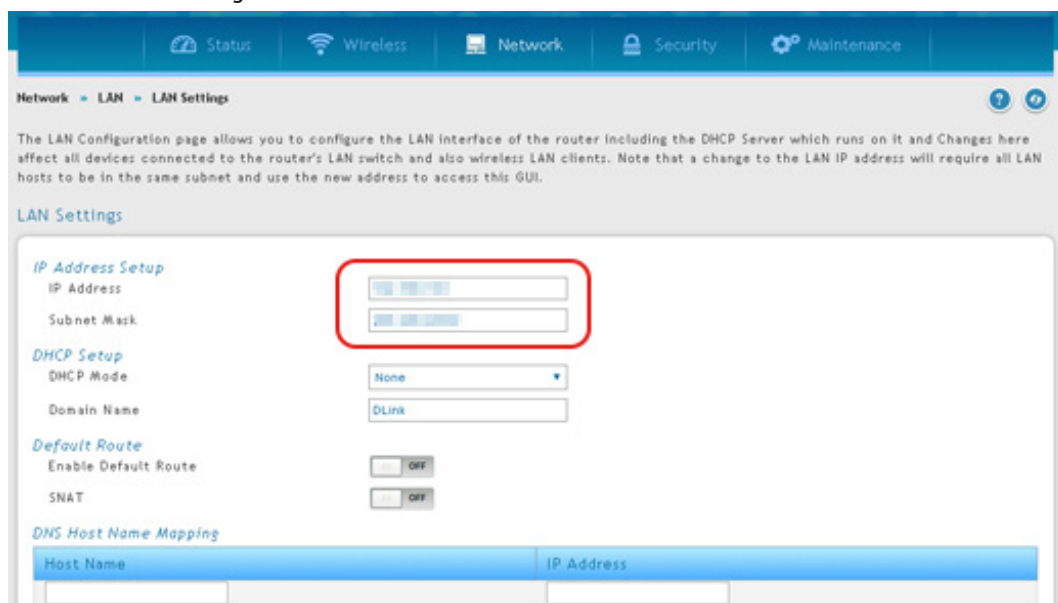 Status Wireless Network Security Maintenance
Network » LAN » LAN Settings
The LAN Configuration page allows you to configure the LAN interface of the router including the DHCP Server which runs on it and Changes here
affect all devices connected to the router's LAN switch and also wireless LAN clients. Note that a change to the LAN IP address will require all LAN
hosts to be in the same subnet and use the new address to access this GUI.
LAN Settings
IP Address Setup
IP Address
Subnet Mask
DHCP Setup
DHCP Mode None
Domain Name DLink
Default Route
Enable Default Route OFF
SNAT OFF
DNS Host Name Mapping
Host Name IP Address